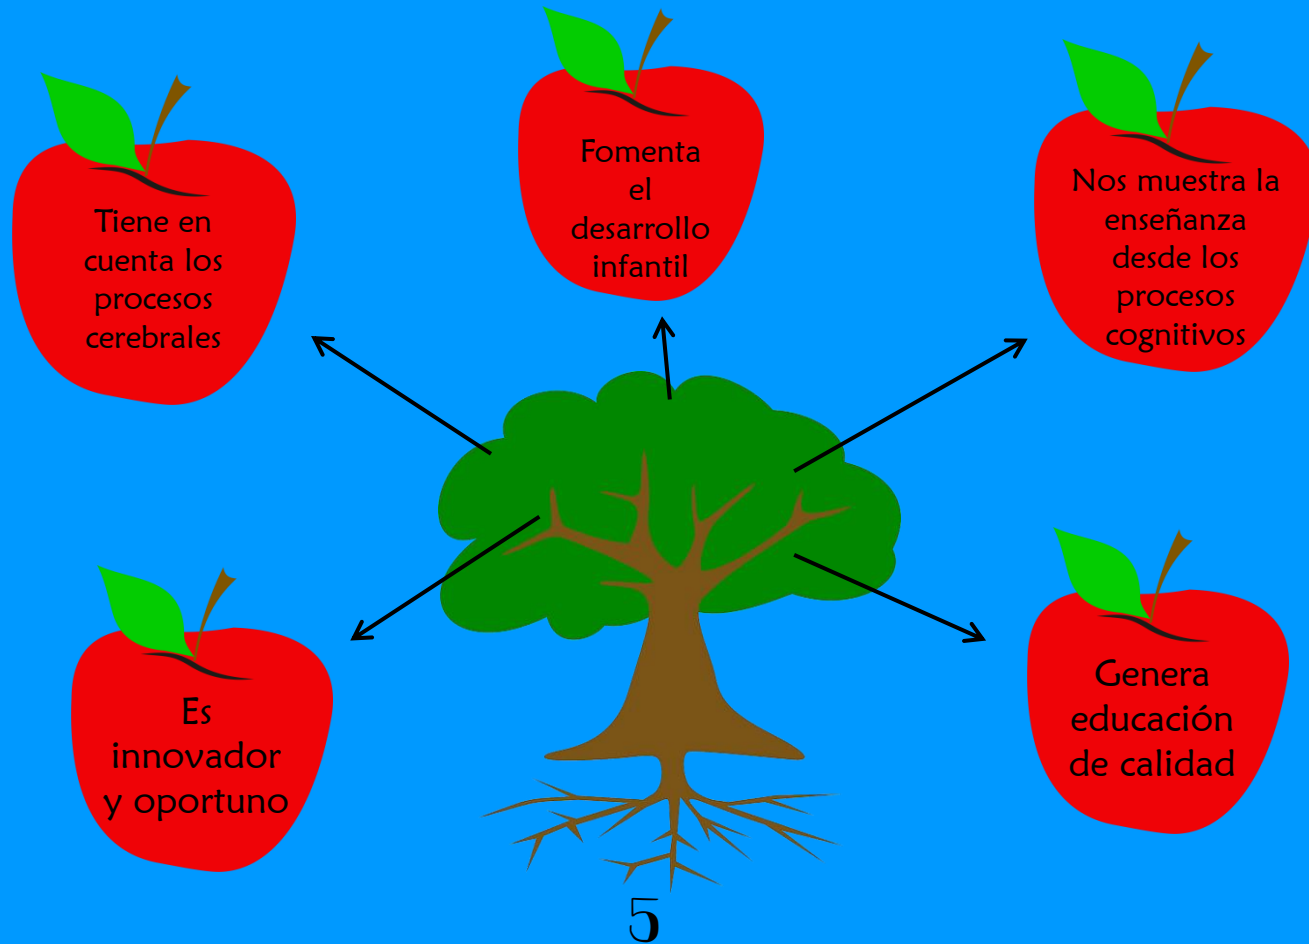 Tiene en
cuenta los
procesos
cerebrales
Fomenta
el
desarrollo
infantil
Nos muestra la
enseñanza
desde los
procesos
cognitivos
Es
innovador
y oportuno
Genera
educación
de calidad
5